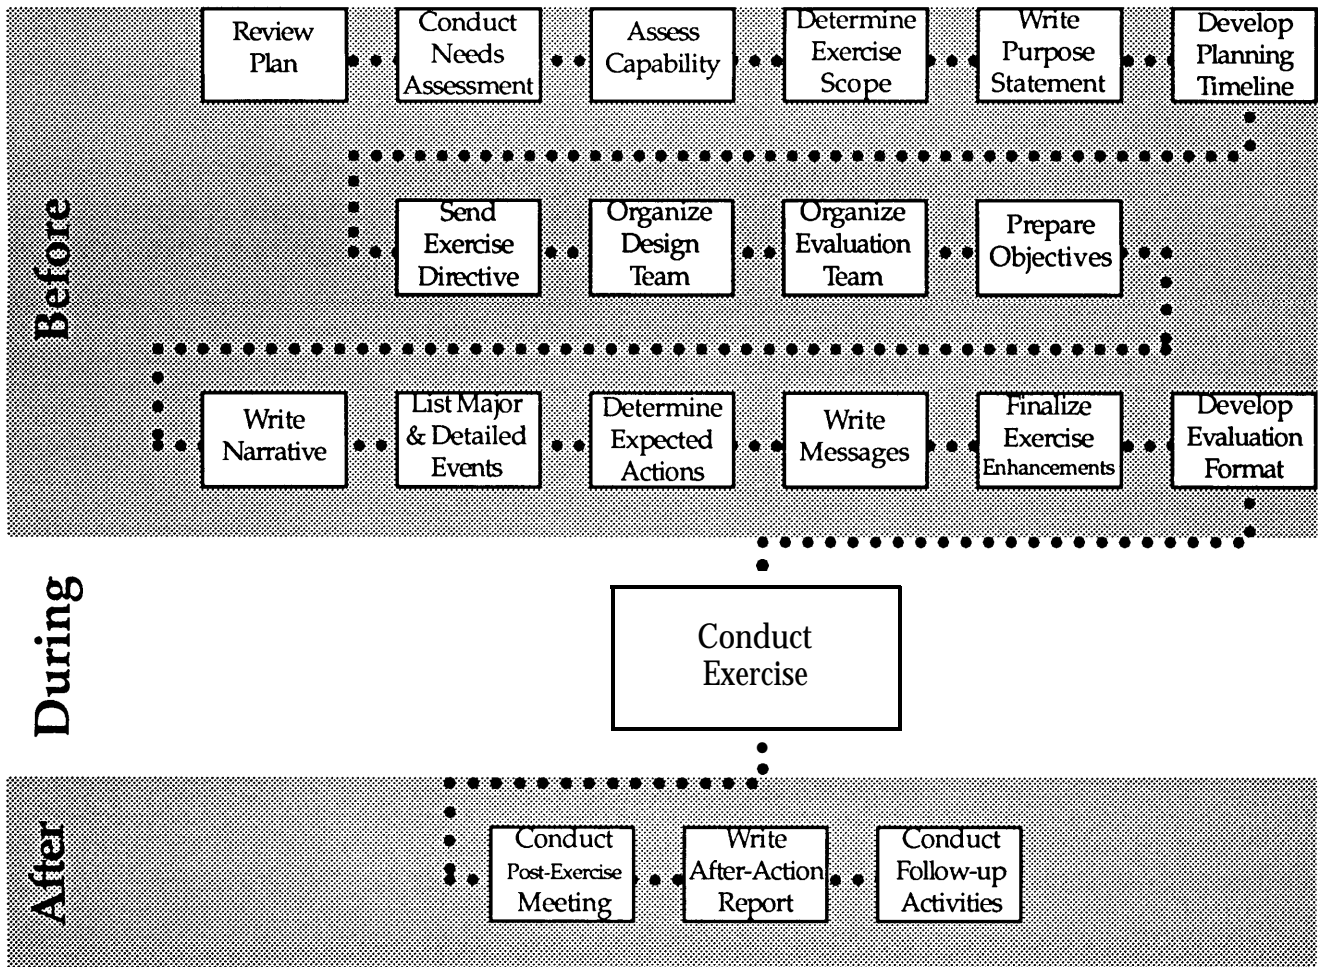 Review
Plan
Conduct
Needs
Assessment
Assess
Capability
Determine
Exercise
Scope
Write
Purpose
Statement
Develop
Planning
Timeline
Before
Send
Exercise
Directive
Organize
Design
Team
Organize
Evaluation
Team
Prepare
Objectives
Write
Narrative
List Major
& Detailed
Events
Determine
Expected
Actions
Write
Messages
Finalize
Exercise
Enhancements
Develop
Evaluation
Format
During
Conduct
Exercise
After
Conduct
Post-Exercise
Meeting
Write
After-Action
Report
Conduct
Follow-up
Activities